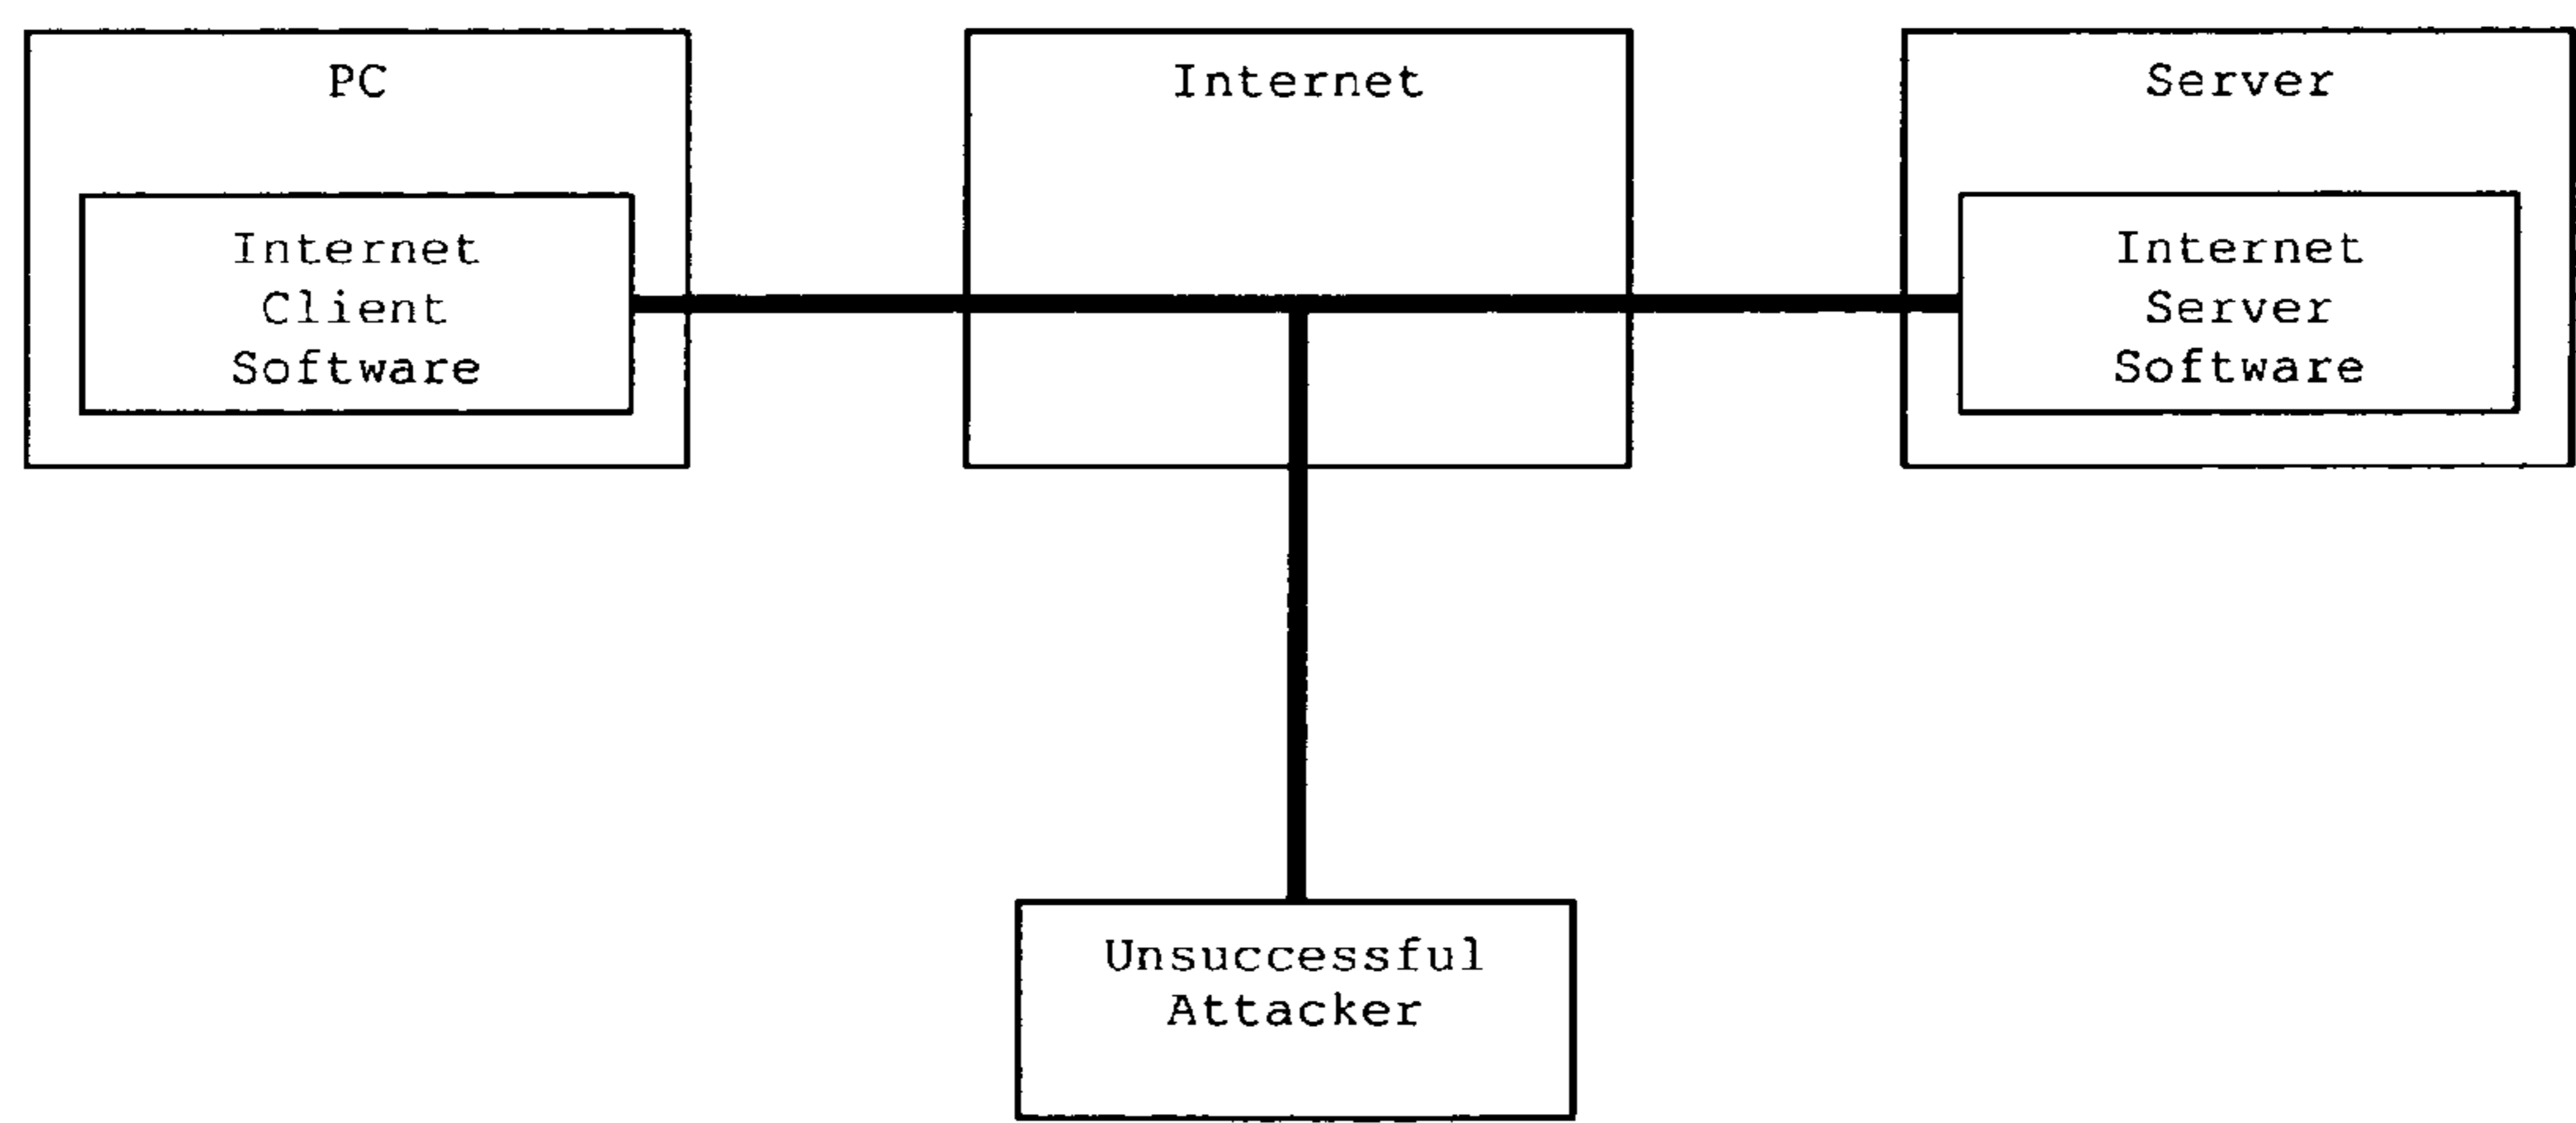 PC
Internet
Client
Software
Internet
Server
Internet
Server
Software
Unsuccessful
Attacker